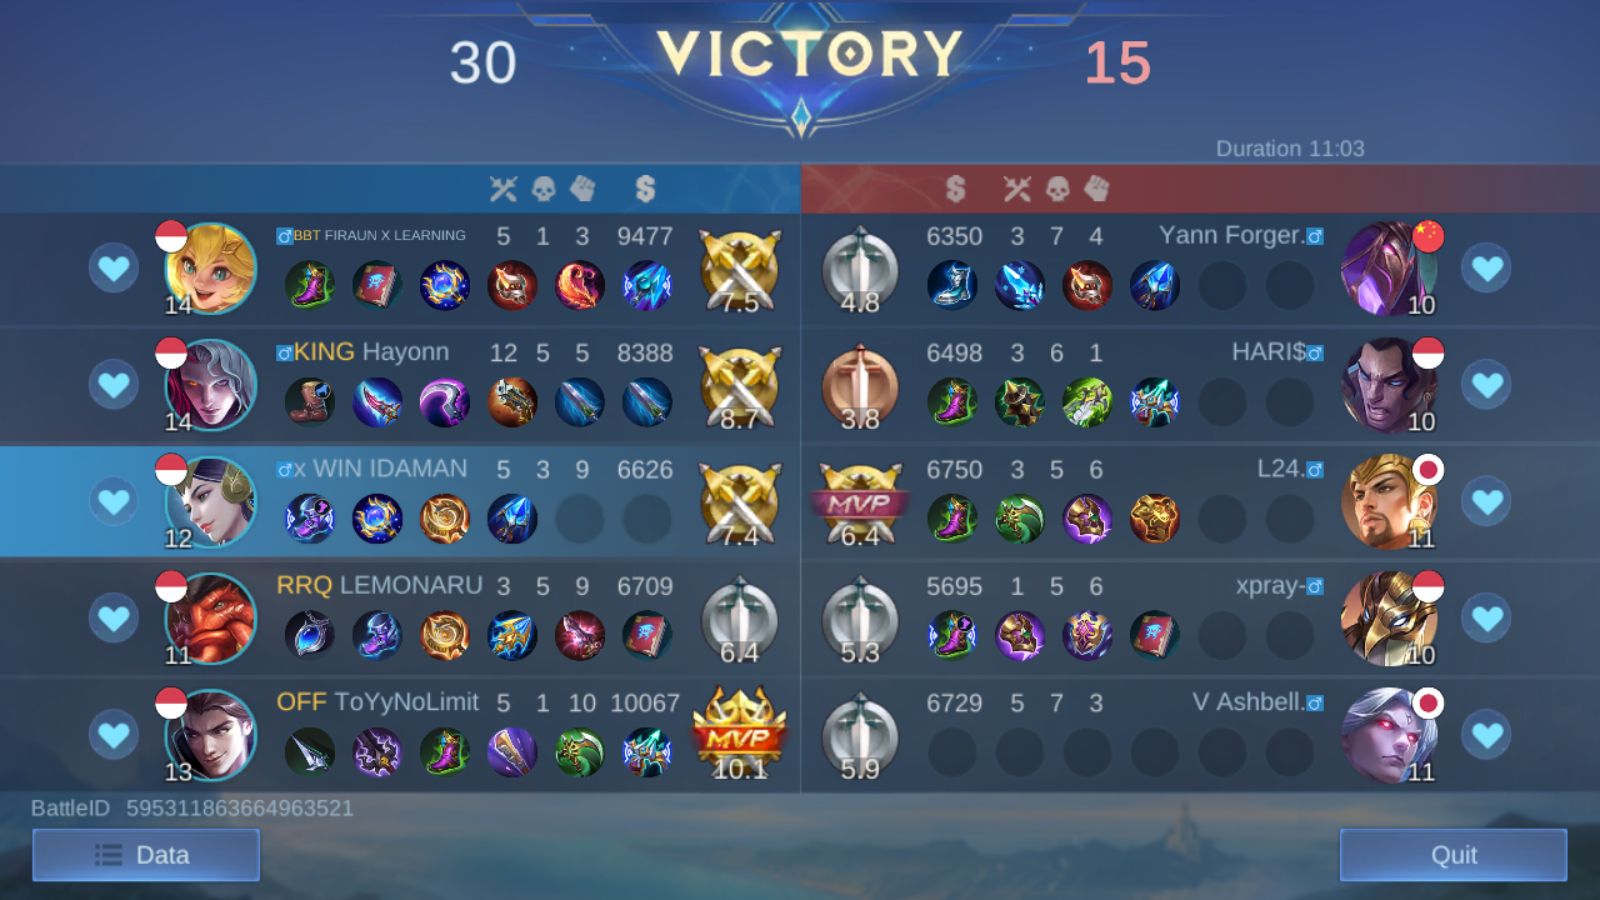 30 VICTORY 15
Duration 11:03
BBT FIRAUN X LEARNING 5 1 3 9477
14 7.5
6350 3 7 4 Yann Forger.
4.8 10
KING Hayonn 12 5 5 8388
14 8.7
6498 3 6 1 HARI$
3.8 10
x WIN IDAMAN 5 3 9 6626
12 7.4
6750 3 5 6 L24.
MVP
6.4 11
RRQ LEMONARU 3 5 9 6709
11 6.4
5695 1 5 6 xpray-
5.3 10
OFF ToYyNoLimit 5 1 10 10067
MVP
13 10.1
6729 5 7 3 V Ashbell.
5.9 11
BattleID 595311863664963521
Data
Quit